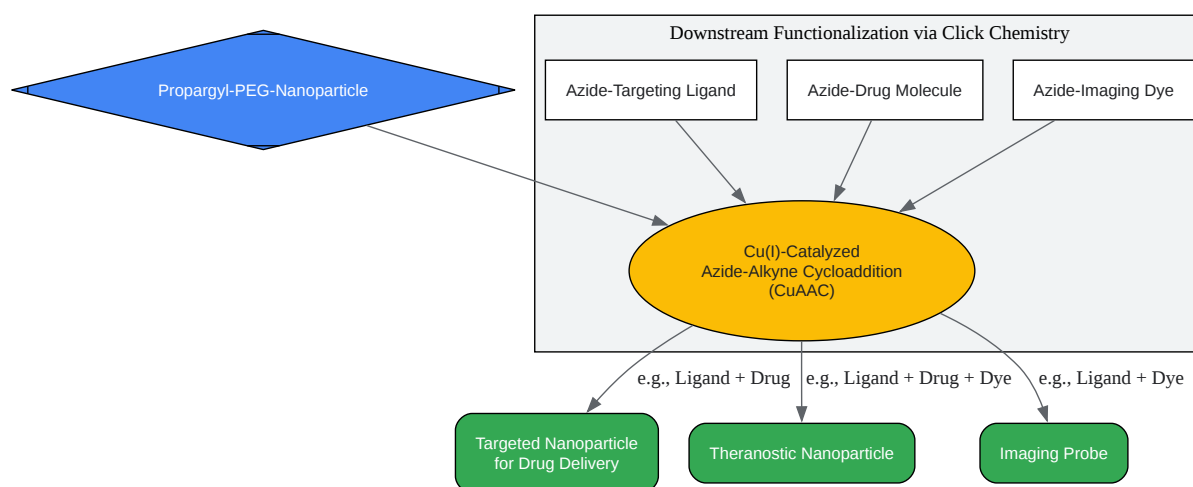 Downstream Functionalization via Click Chemistry
Propargyl-PEG-Nanoparticle
Azide-Targeting Ligand
Azide-Drug Molecule
Azide-Imaging Dye
Cu(I)-Catalyzed
Azide-Alkyne Cycloaddition
(CuAAC)
e.g., Ligand + Drug
e.g., Ligand + Drug + Dye
e.g., Ligand + Dye
Targeted Nanoparticle
for Drug Delivery
Theranostic Nanoparticle
Imaging Probe